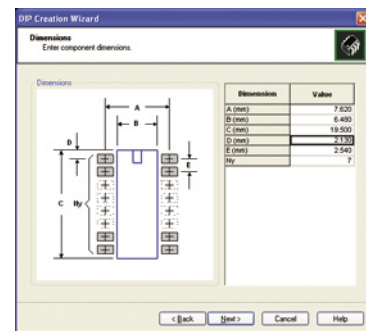 DIP Creation Wizard
Dimensions
Enter component dimensions.
Dimensions
A
B
D
E
C
Ny
Dimension Value
A (mm) 7.620
B (mm) 6.480
C (mm) 19.500
D (mm) 2.130
E (mm) 2.540
Ny 7
< Back Next > Cancel Help